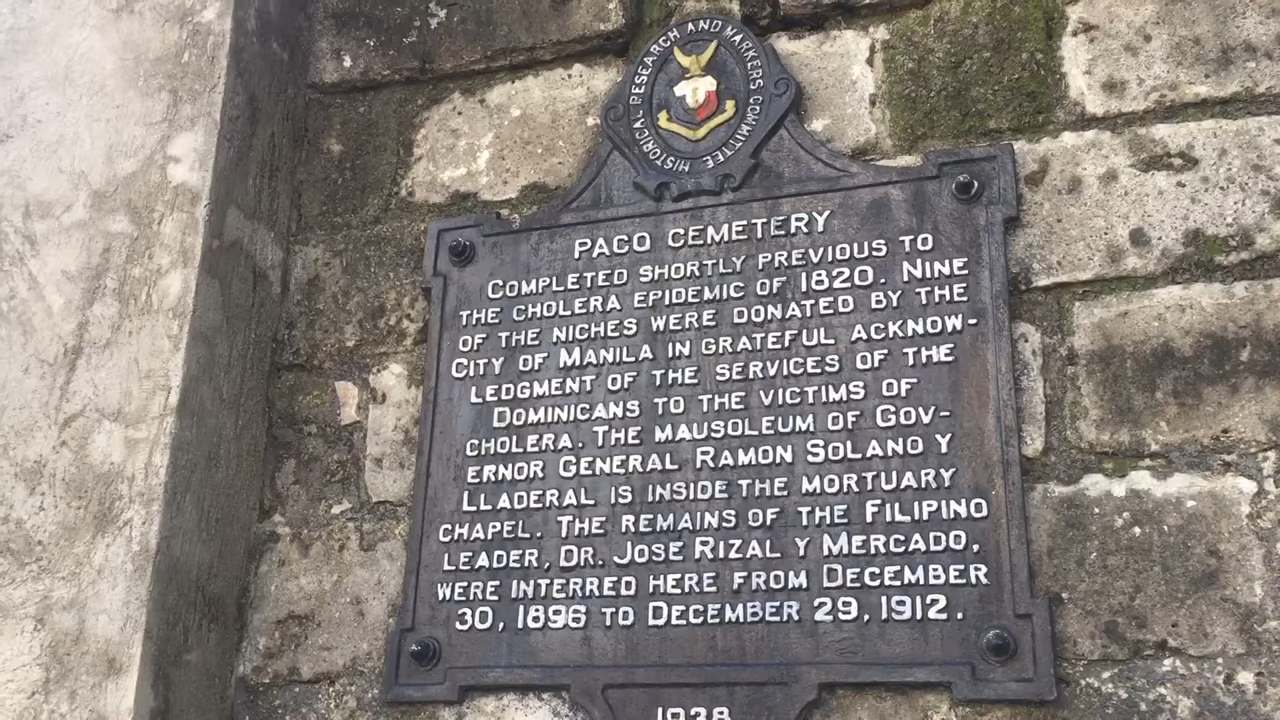 HISTORICAL RESEARCH AND MARKERS COMMITTEE
PACO CEMETERY
COMPLETED SHORTLY PREVIOUS TO
THE CHOLERA EPIDEMIC OF 1820. NINE
OF THE NICHES WERE DONATED BY THE
CITY OF MANILA IN GRATEFUL ACKNOW-
LEDGMENT OF THE SERVICES OF THE
DOMINICANS TO THE VICTIMS OF
CHOLERA. THE MAUSOLEUM OF GOV-
ERNOR GENERAL RAMON SOLANO Y
LLADERAL IS INSIDE THE MORTUARY
CHAPEL. THE REMAINS OF THE FILIPINO
LEADER, DR. JOSE RIZAL Y MERCADO,
WERE INTERRED HERE FROM DECEMBER
30, 1896 TO DECEMBER 29, 1912.
1938